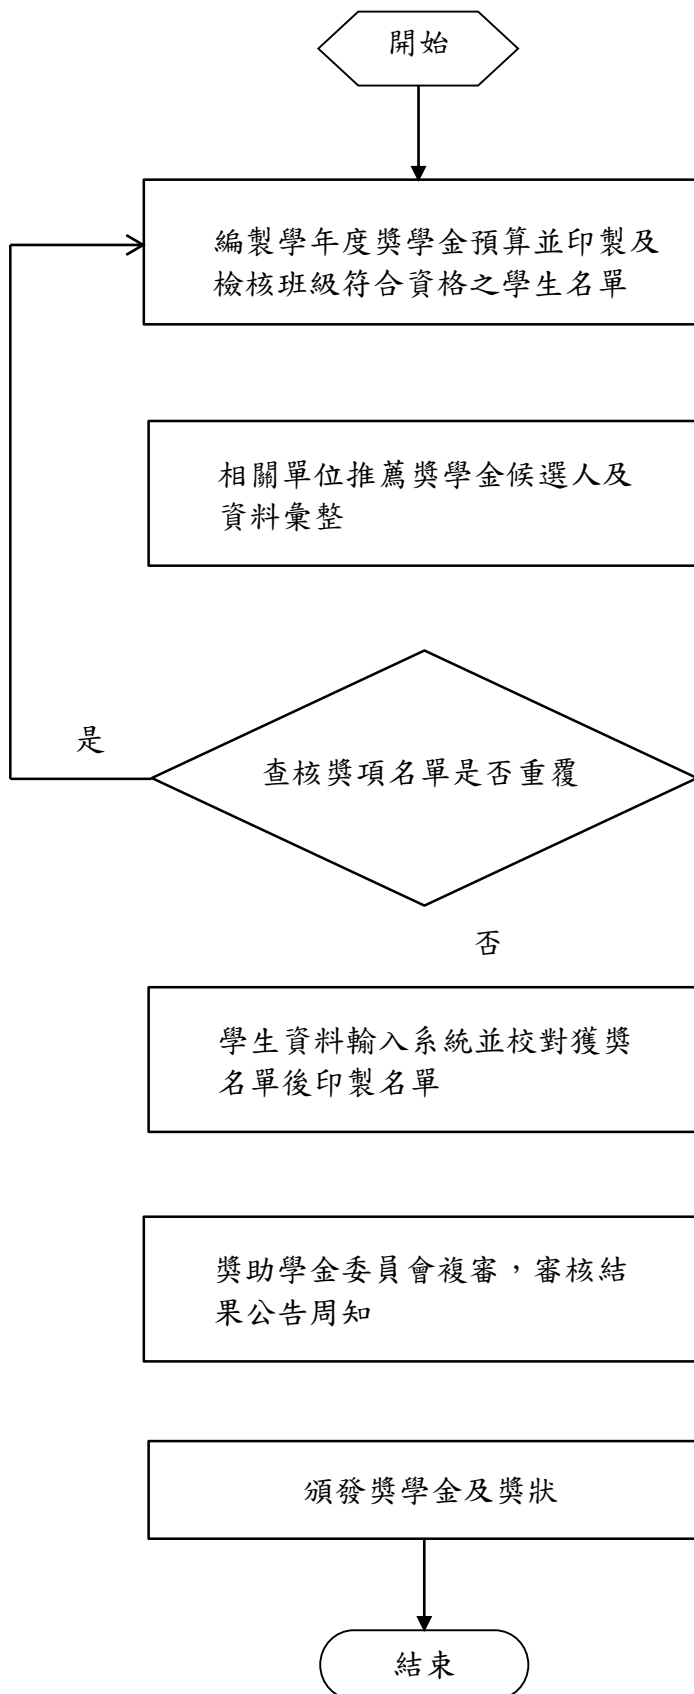 開始
編製學年度獎學金預算並印製及
檢核班級符合資格之學生名單
相關單位推薦獎學金候選人及
資料彙整
是
查核獎項名單是否重覆
否
學生資料輸入系統並校對獲獎
名單後印製名單
獎助學金委員會複審，審核結
果公告周知
頒發獎學金及獎狀
結束